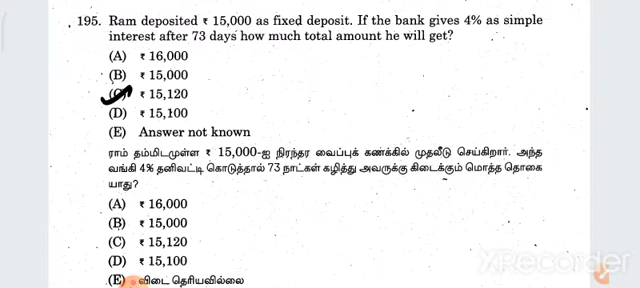 195. Ram deposited ₹ 15,000 as fixed deposit. If the bank gives 4% as simple
interest after 73 days how much total amount he will get?
(A) ₹ 16,000
(B) ₹ 15,000
(C) ₹ 15,120
(D) ₹ 15,100
(E) Answer not known
ராம் தம்மிடமுள்ள ₹ 15,000-ஐ நிரந்தர வைப்புக் கணக்கில் முதலீடு செய்கிறார். அந்த
வங்கி 4% தனிவட்டி கொடுத்தால் 73 நாட்கள் கழித்து அவருக்கு கிடைக்கும் மொத்த தொகை
யாது?
(A) ₹ 16,000
(B) ₹ 15,000
(C) ₹ 15,120
(D) ₹ 15,100
(E) விடை தெரியவில்லை
XRecorder